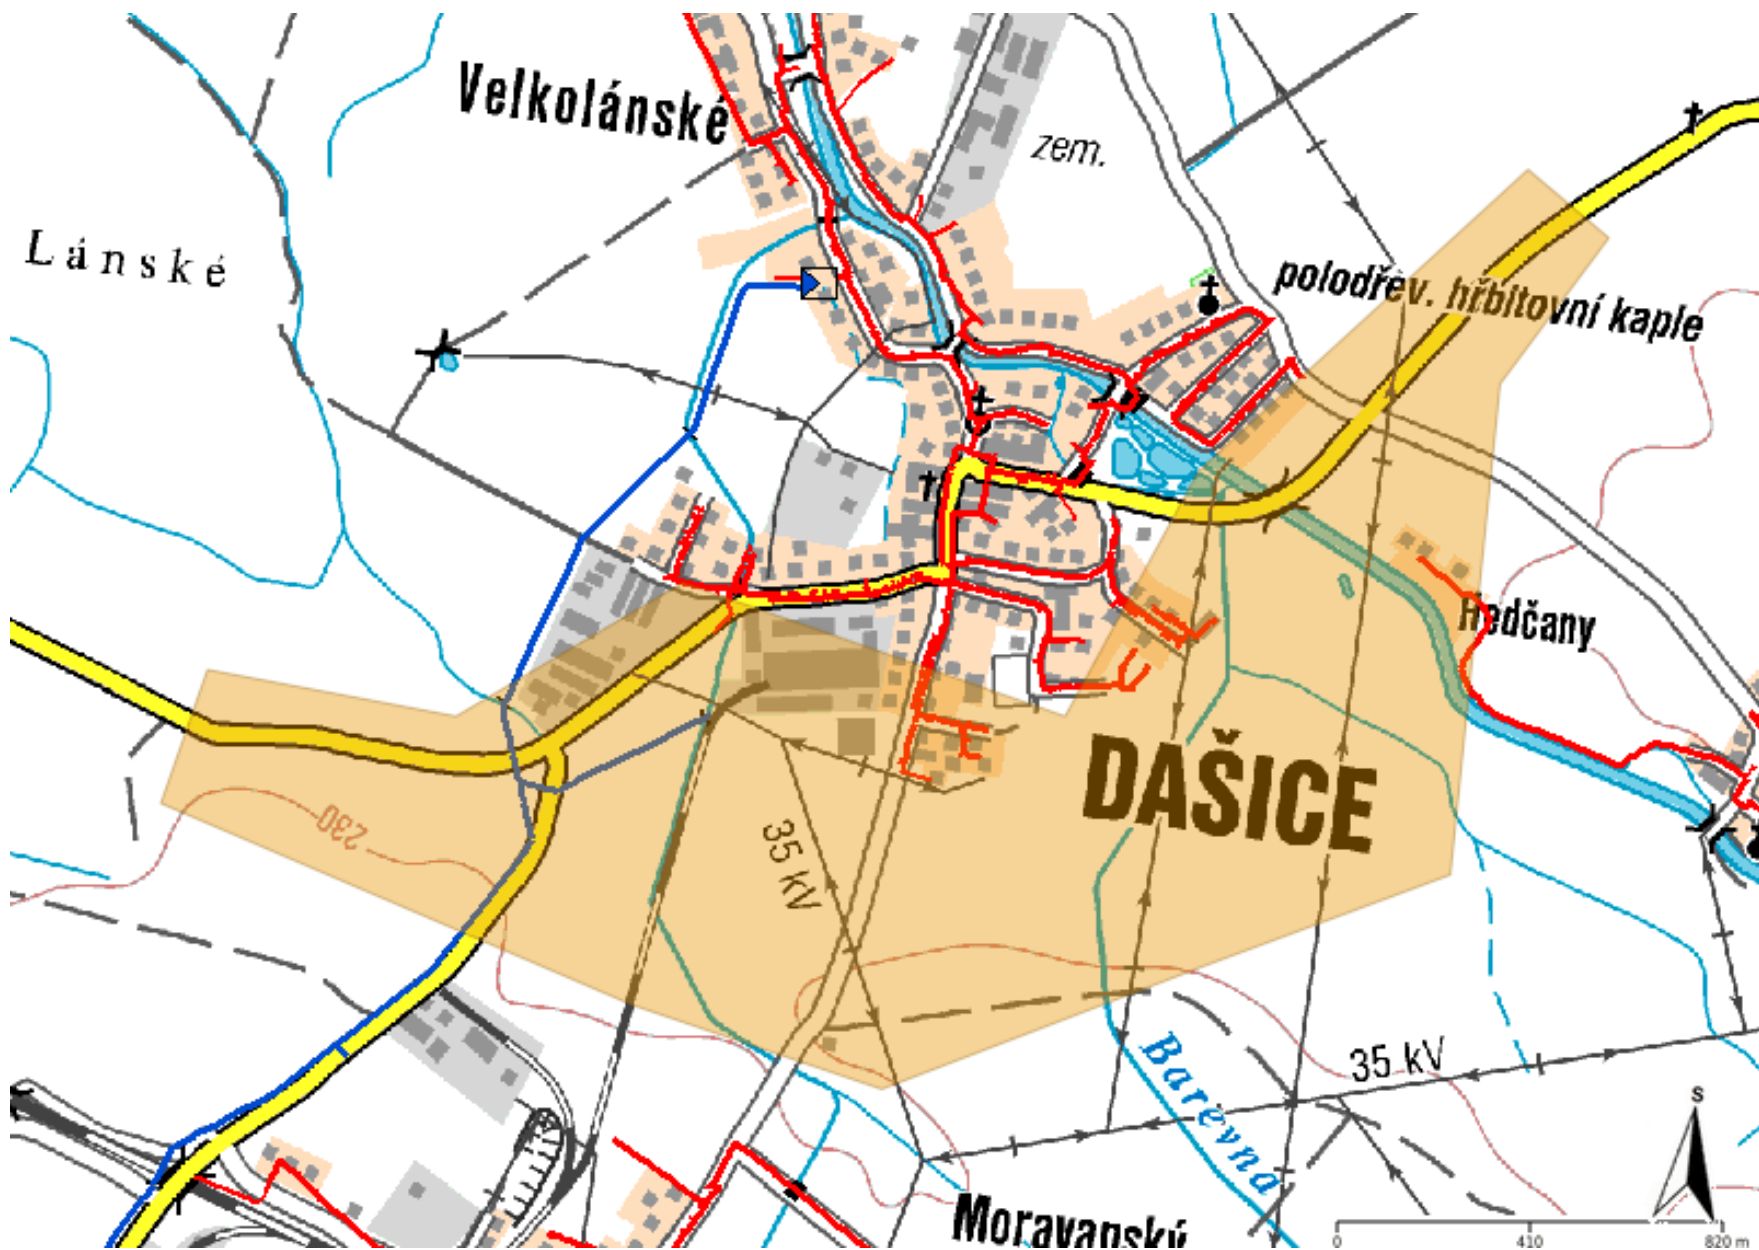 Velkolánské
zem.
Lánské
polodřev. hřbitovní kaple
Hedčany
DAŠICE
230
35 kV
35 kV
Barevná
S
Moravanský
0 410 820 m